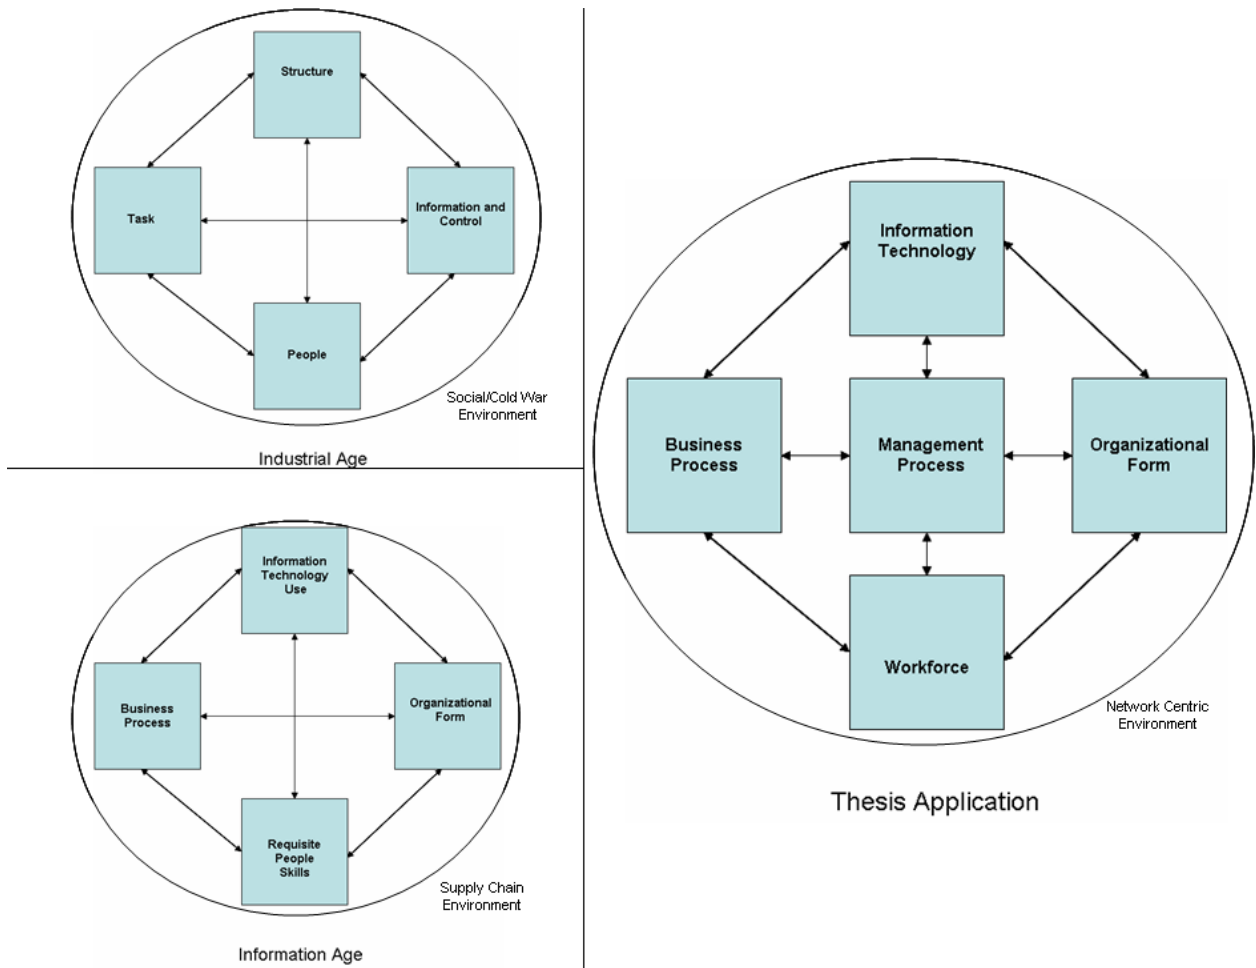 Structure
Task
Information and
Control
People
Social/Cold War
Environment
Industrial Age
Information
Technology
Use
Business
Process
Organizational
Form
Requisite
People
Skills
Supply Chain
Environment
Information Age
Information
Technology
Business
Process
Management
Process
Organizational
Form
Workforce
Network Centric
Environment
Thesis Application